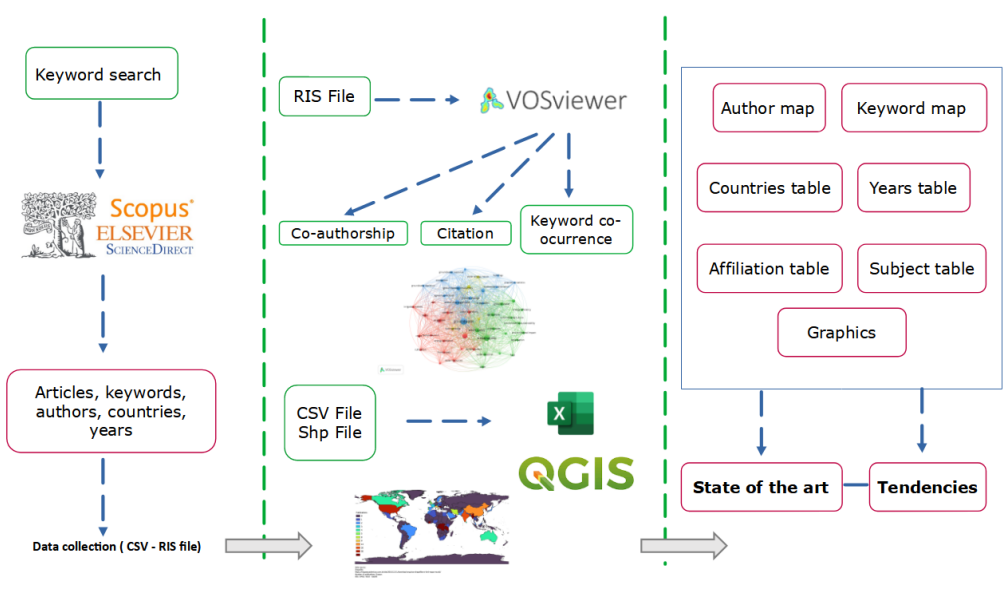 Keyword search
Scopus®
ELSEVIER
SCIENCEDIRECT
Articles, keywords,
authors, countries,
years
Data collection ( CSV - RIS file)
RIS File
VOSviewer
Co-authorship
Citation
Keyword co-
ocurrence
VOSviewer
CSV File
Shp File
X
QGIS
Author map
Keyword map
Countries table
Years table
Affiliation table
Subject table
Graphics
State of the art
Tendencies